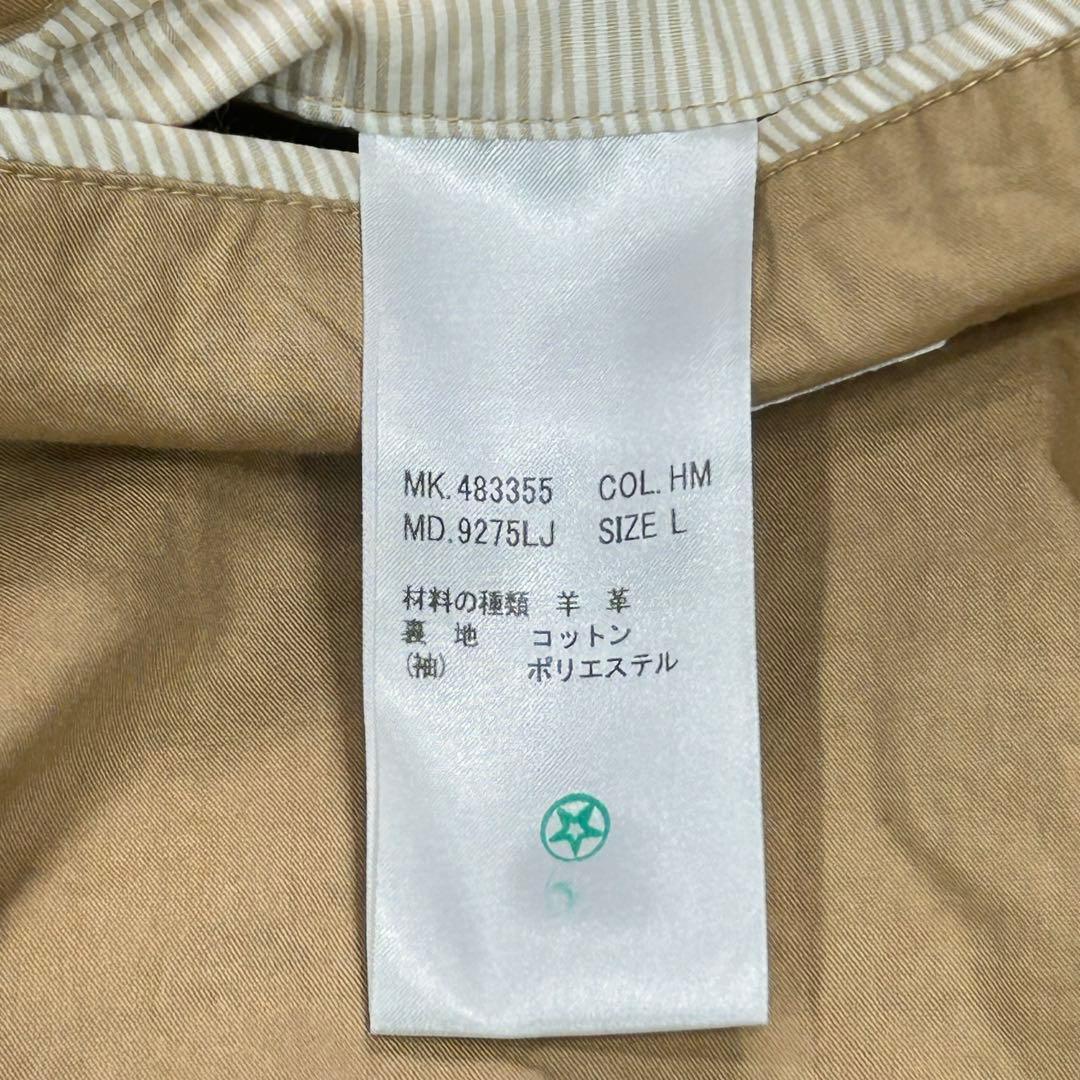 MK.483355 COL.HM
MD.9275LJ SIZE L
材料の種類 羊 革
裏 地 コットン
(袖) ポリエステル